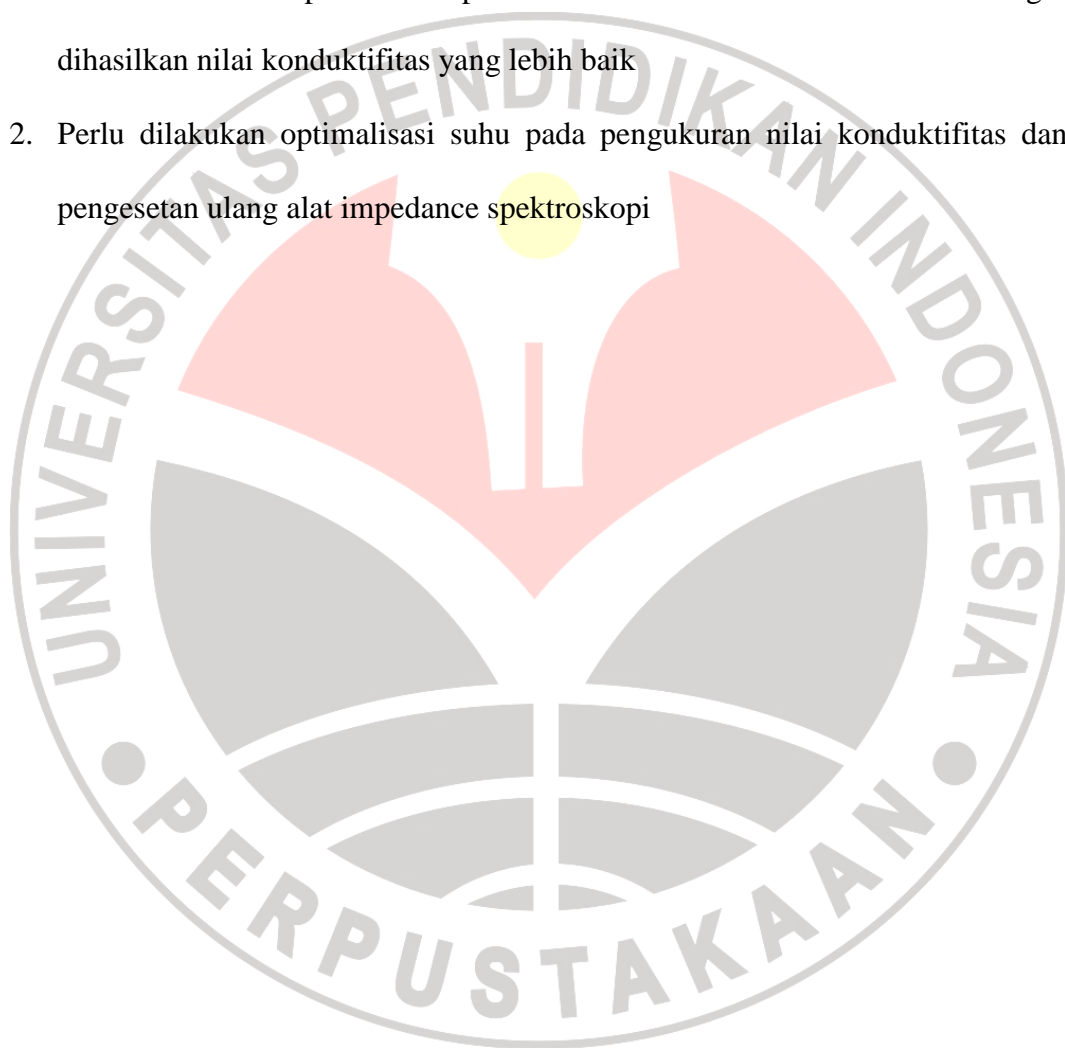 dihasilkan nilai konduktifitas yang lebih baik
2. Perlu dilakukan optimalisasi suhu pada pengukuran nilai konduktifitas dan
pengesetan ulang alat impedance spektroskopi
UNIVERSITAS PENDIDIKAN INDONESIA
PERPUSTAKAAN